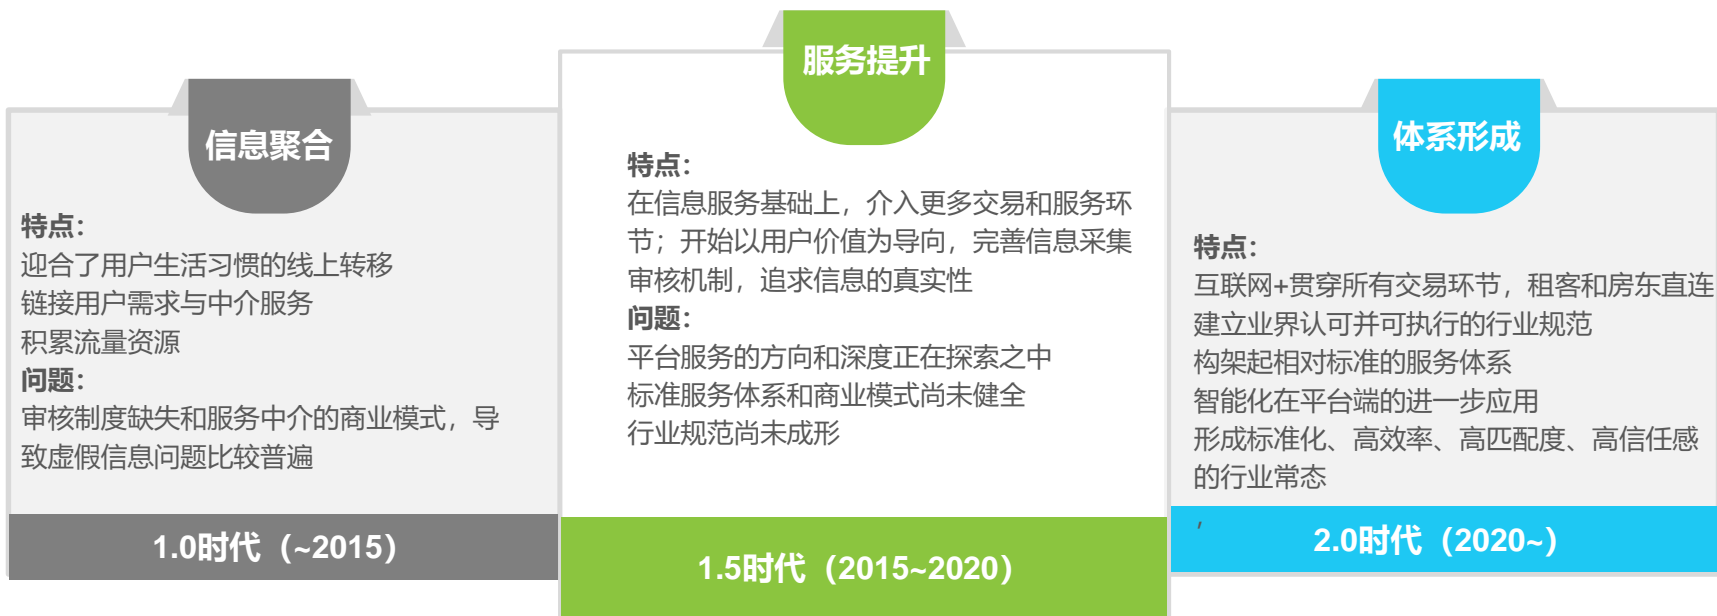 信息聚合
特点：
迎合了用户生活习惯的线上转移
链接用户需求与中介服务
积累流量资源
问题：
审核制度缺失和服务中介的商业模式，导
致虚假信息问题比较普遍
1.0时代（~2015）
服务提升
特点：
在信息服务基础上，介入更多交易和服务环
节；开始以用户价值为导向，完善信息采集
审核机制，追求信息的真实性
问题：
平台服务的方向和深度正在探索之中
标准服务体系和商业模式尚未健全
行业规范尚未成形
1.5时代（2015~2020）
体系形成
特点：
互联网+贯穿所有交易环节，租客和房东直连
建立业界认可并可执行的行业规范
构架起相对标准的服务体系
智能化在平台端的进一步应用
形成标准化、高效率、高匹配度、高信任感
的行业常态
，
2.0时代（2020~）